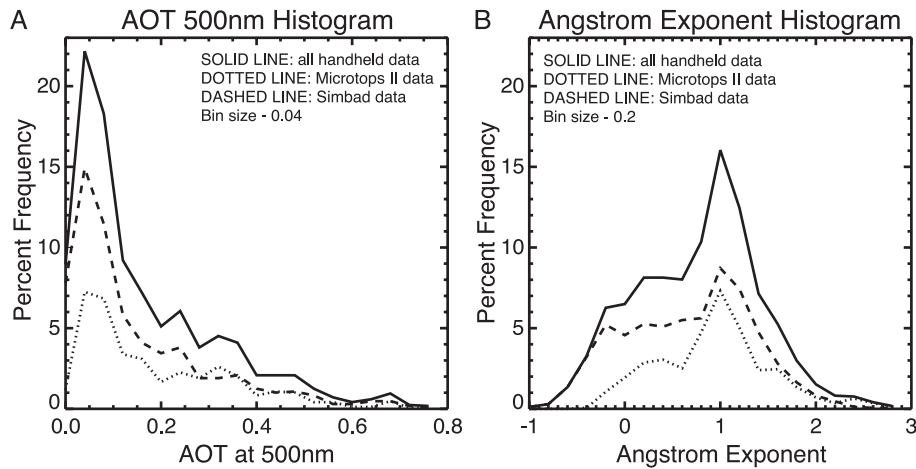 A
AOT 500nm Histogram
SOLID LINE: all handheld data
DOTTED LINE: Microtops II data
DASHED LINE: Simbad data
Bin size - 0.04
Percent Frequency
20
15
10
5
0
0.0 0.2 0.4 0.6 0.8
AOT at 500nm
B
Angstrom Exponent Histogram
SOLID LINE: all handheld data
DOTTED LINE: Microtops II data
DASHED LINE: Simbad data
Bin size - 0.2
Percent Frequency
20
15
10
5
0
-1 0 1 2 3
Angstrom Exponent